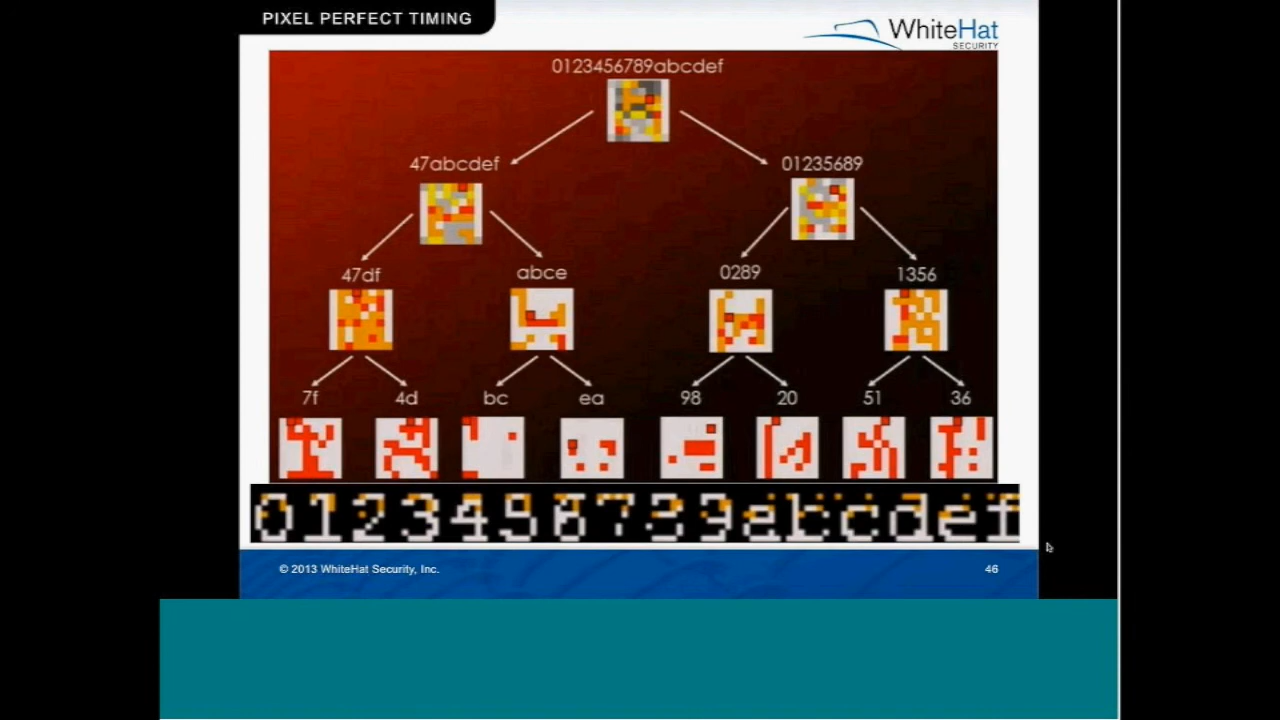 PIXEL PERFECT TIMING
WhiteHat
SECURITY
0123456789abcdef
47abcdef
01235689
47df
abce
0289
1356
7f
4d
bc
ea
98
20
51
36
0123456789abcdef
© 2013 WhiteHat Security, Inc.
46